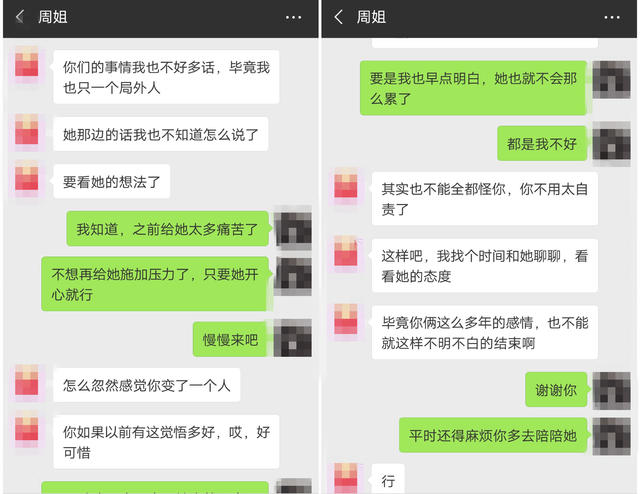 周姐
你们的事情我也不好多话，毕竟我
也只一个局外人
她那边的话我也不知道怎么说了
要看她的想法了
我知道，之前给她太多痛苦了
不想再给她施加压力了，只要她开
心就行
慢慢来吧
怎么忽然感觉你变了一个人
你如果以前有这觉悟多好，哎，好
可惜
周姐
要是我也早点明白，她也就不会那
么累了
都是我不好
其实也不能全都怪你，你不用太自
责了
这样吧，我找个时间和她聊聊，看
看她的态度
毕竟你俩这么多年的感情，也不能
就这样不明不白的结束啊
谢谢你
平时还得麻烦你多去陪陪她
行